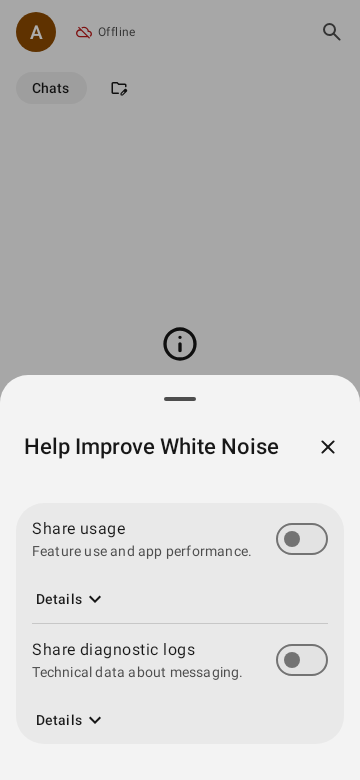 A
Offline
Chats
Help Improve White Noise
Share usage
Feature use and app performance.
Details
Share diagnostic logs
Technical data about messaging.
Details